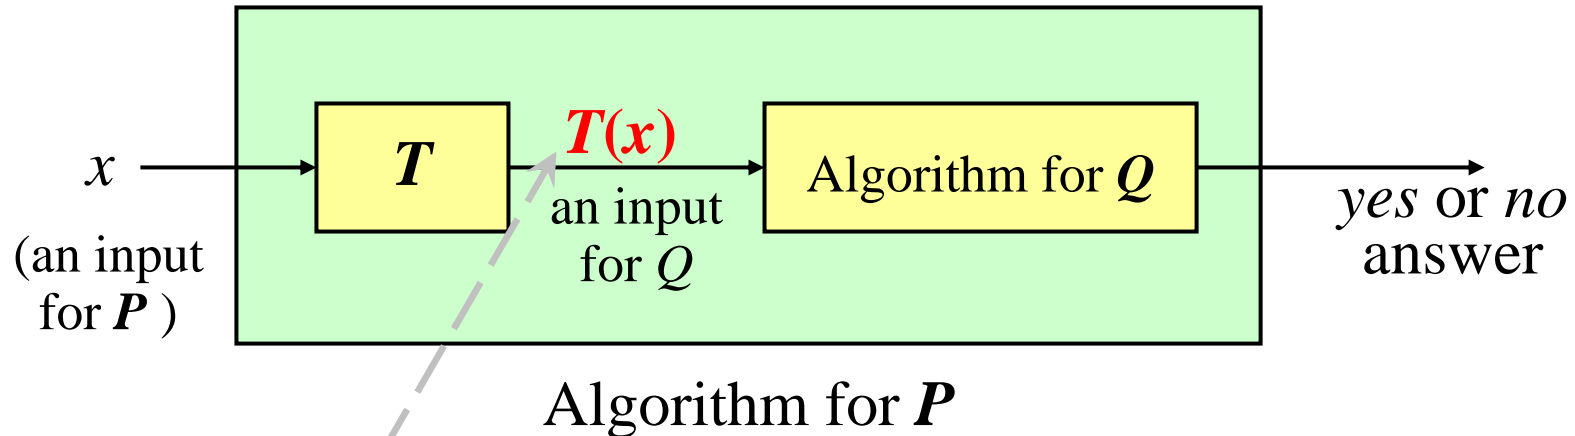 x
(an input
for P )
T
T(x)
an input
for Q
Algorithm for Q
yes or no
answer
Algorithm for P